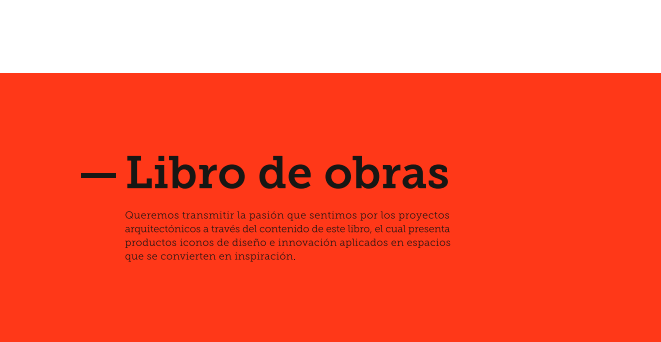 — Libro de obras
Queremos transmitir la pasión que sentimos por los proyectos
arquitectónicos a través del contenido de este libro, el cual presenta
productos iconos de diseño e innovación aplicados en espacios
que se convierten en inspiración.